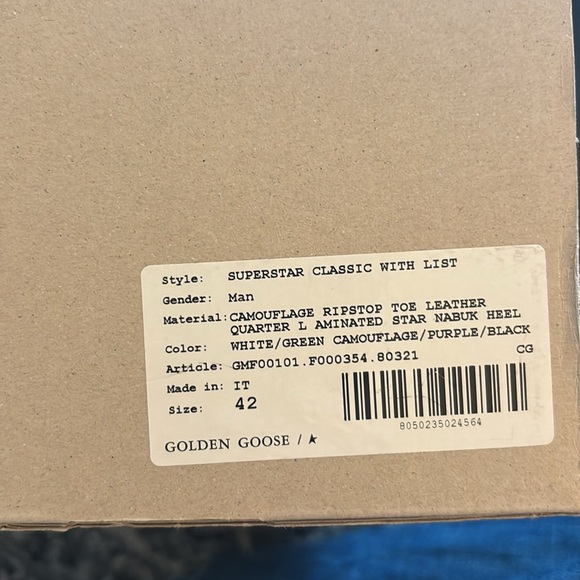 Style: SUPERSTAR CLASSIC WITH LIST
Gender: Man
Material: CAMOUFLAGE RIPSTOP TOE LEATHER
QUARTER L AMINATED STAR NABUK HEEL
Color: WHITE/GREEN CAMOUFLAGE/PURPLE/BLACK
Article: GMF00101.F000354.80321 CG
Made in: IT
Size: 42
8050235024564
GOLDEN GOOSE /